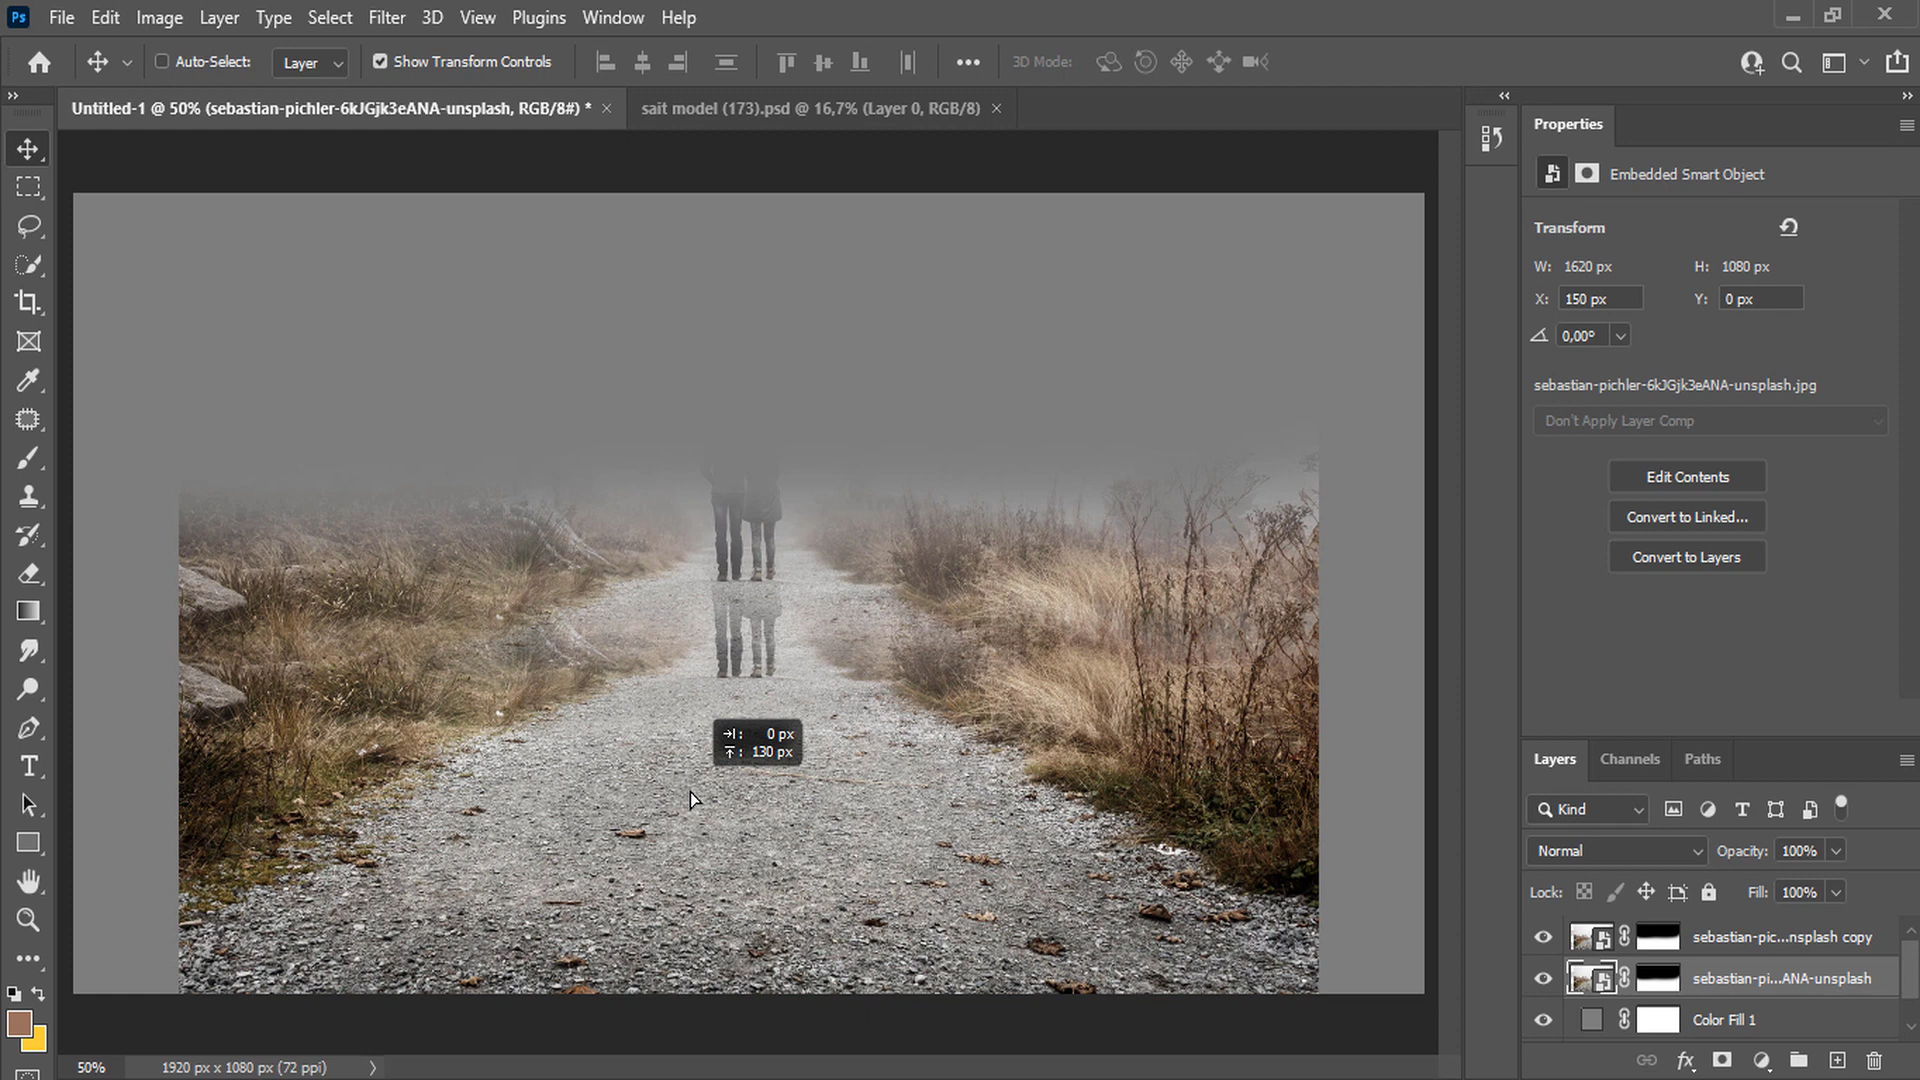 Ps File Edit Image Layer Type Select Filter 3D View Plugins Window Help
Auto-Select: Layer Show Transform Controls 3D Mode:
Untitled-1 @ 50% (sebastian-pichler-6kJGjk3eANA-unsplash, RGB/8#) * sait model (173).psd @ 16,7% (Layer 0, RGB/8)
Properties
Embedded Smart Object
Transform
W: 1620 px H: 1080 px
X: 150 px Y: 0 px
0,00°
sebastian-pichler-6kJGjk3eANA-unsplash.jpg
Don't Apply Layer Comp
Edit Contents
Convert to Linked...
Convert to Layers
: 0 px
: 130 px
Layers Channels Paths
Kind
Normal Opacity: 100%
Lock: Fill: 100%
sebastian-pic...nsplash copy
sebastian-pi...ANA-unsplash
Color Fill 1
50% 1920 px x 1080 px (72 ppi)
fx